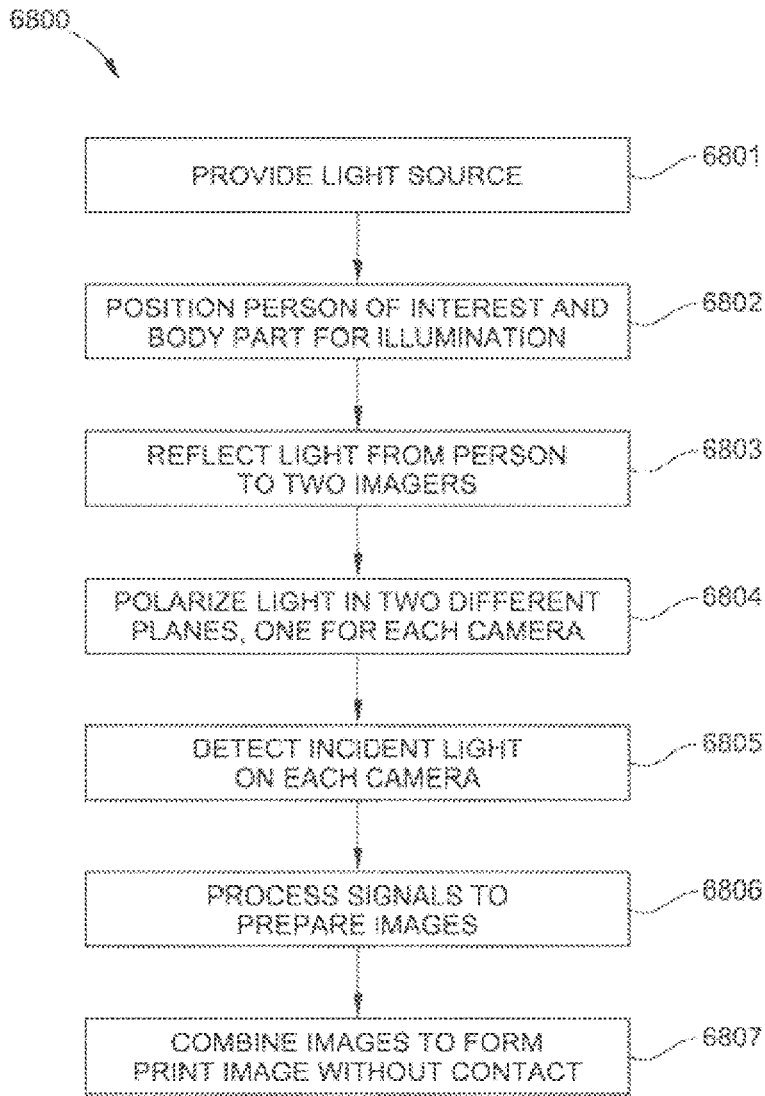 6800
PROVIDE LIGHT SOURCE
6801
POSITION PERSON OF INTEREST AND
BODY PART FOR ILLUMINATION
6802
REFLECT LIGHT FROM PERSON
TO TWO IMAGERS
6803
POLARIZE LIGHT IN TWO DIFFERENT
PLANES, ONE FOR EACH CAMERA
6804
DETECT INCIDENT LIGHT
ON EACH CAMERA
6805
PROCESS SIGNALS TO
PREPARE IMAGES
6806
COMBINE IMAGES TO FORM
PRINT IMAGE WITHOUT CONTACT
6807